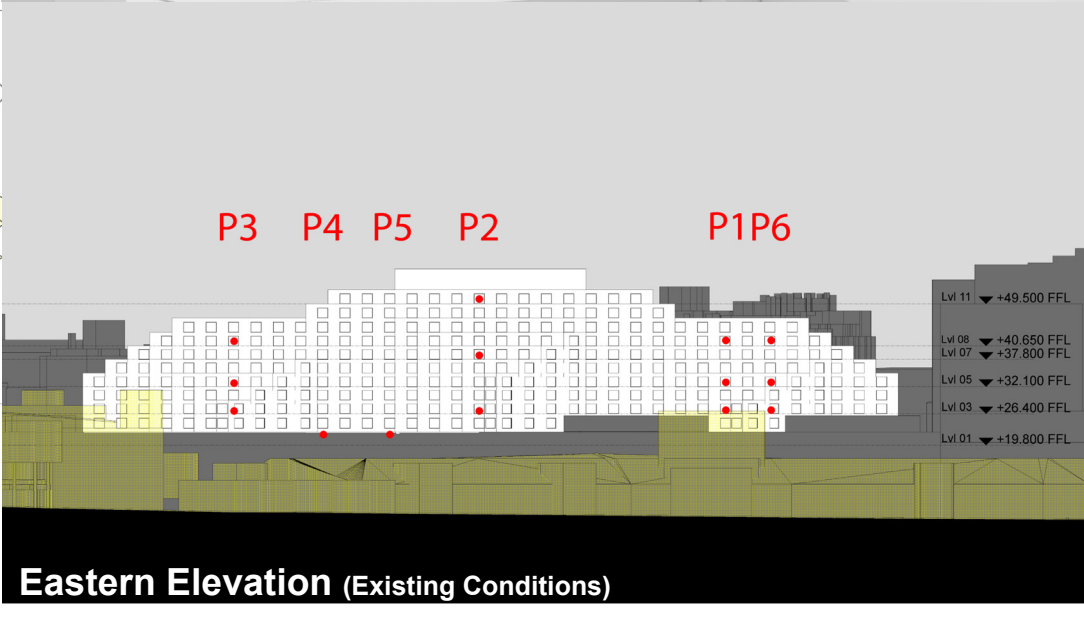 P3 P4 P5 P2 P1 P6
Lvl 11 +49.500 FFL
Lvl 08 +40.650 FFL
Lvl 07 +37.800 FFL
Lvl 05 +32.100 FFL
Lvl 03 +26.400 FFL
Lvl 01 +19.800 FFL
Eastern Elevation (Existing Conditions)